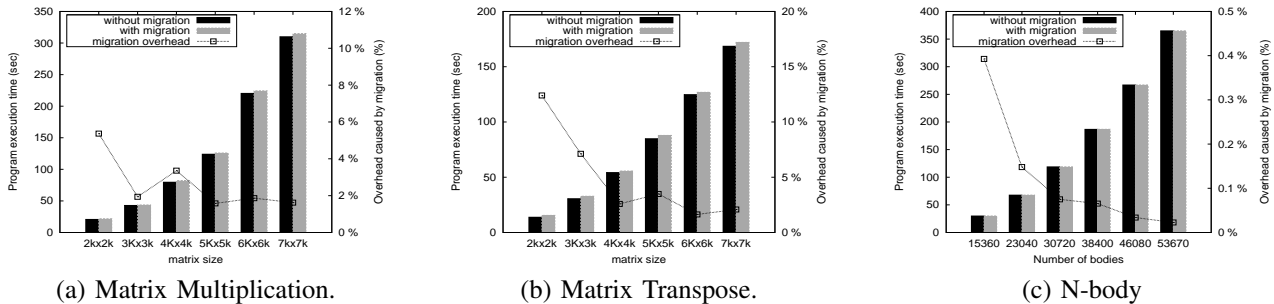 Program execution time (sec)
350
300
250
200
150
100
50
0
without migration
with migration
migration overhead
12 %
10 %
8 %
6 %
4 %
2 %
0 %
Overhead caused by migration (%)
2kx2k 3Kx3k 4Kx4k 5Kx5k 6Kx6k 7kx7k
matrix size
(a) Matrix Multiplication.
Program execution time (sec)
200
150
100
50
0
without migration
with migration
migration overhead
20 %
15 %
10 %
5 %
0 %
Overhead caused by migration (%)
2kx2k 3Kx3k 4Kx4k 5Kx5k 6Kx6k 7kx7k
matrix size
(b) Matrix Transpose.
Program execution time (sec)
400
350
300
250
200
150
100
50
0
without migration
with migration
migration overhead
0.5 %
0.4 %
0.3 %
0.2 %
0.1 %
0 %
Overhead caused by migration (%)
15360 23040 30720 38400 46080 53670
Number of bodies
(c) N-body